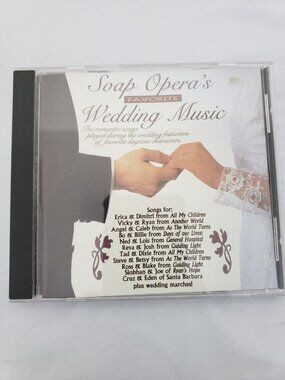 Soap Opera's
FAVORITE
Wedding Music
The romantic songs
played during the wedding festivities
of favorite daytime characters
Songs for:
Erica & Dimitri from All My Children
Vicky & Ryan from Another World
Angel & Caleb from As The World Turns
Bo & Billie from Days of our Lives
Ned & Lois from General Hospital
Reva & Josh from Guiding Light
Tad & Dixie from All My Children
Steve & Betsy from As The World Turns
Ross & Blake from Guiding Light
Siobhan & Joe of Ryan's Hope
Cruz & Eden of Santa Barbara
plus wedding marches!